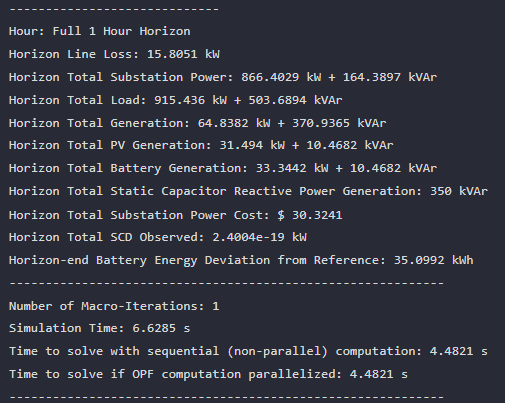 -----------------------------
Hour: Full 1 Hour Horizon
Horizon Line Loss: 15.8051 kW
Horizon Total Substation Power: 866.4029 kW + 164.3897 kVAr
Horizon Total Load: 915.436 kW + 503.6894 kVAr
Horizon Total Generation: 64.8382 kW + 370.9365 kVAr
Horizon Total PV Generation: 31.494 kW + 10.4682 kVAr
Horizon Total Battery Generation: 33.3442 kW + 10.4682 kVAr
Horizon Total Static Capacitor Reactive Power Generation: 350 kVAr
Horizon Total Substation Power Cost: $ 30.3241
Horizon Total SCD Observed: 2.4004e-19 kW
Horizon-end Battery Energy Deviation from Reference: 35.0992 kWh
------------------------------------------------------------
Number of Macro-Iterations: 1
Simulation Time: 6.6285 s
Time to solve with sequential (non-parallel) computation: 4.4821 s
Time to solve if OPF computation parallelized: 4.4821 s
------------------------------------------------------------